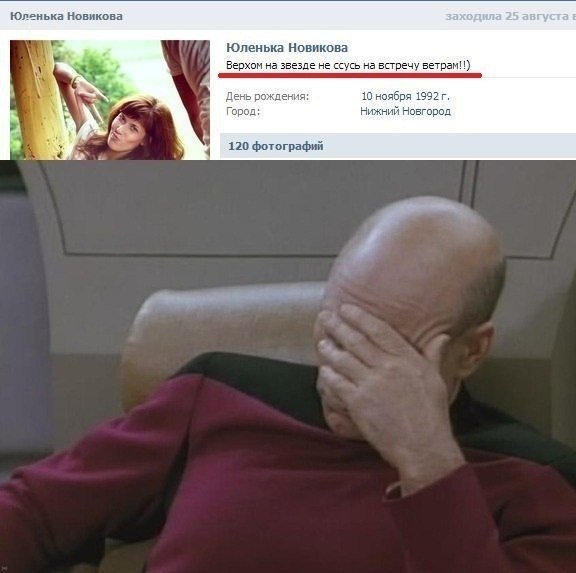 Юленька Новикова
заходила 25 августа в
Юленька Новикова
Верхом на звезде не ссусь на встречу ветрам!!)
День рождения: 10 ноября 1992 г.
Город: Нижний Новгород
120 фотографий